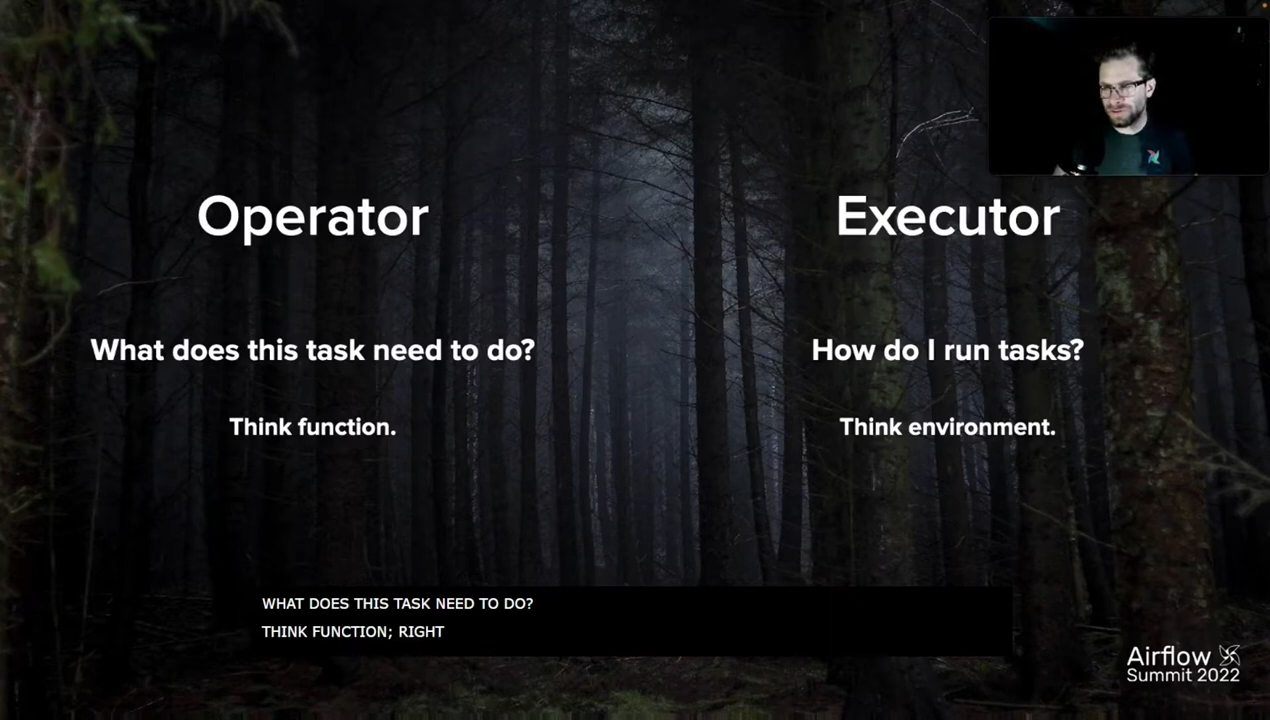 Operator
Executor
What does this task need to do?
How do I run tasks?
Think function.
Think environment.
WHAT DOES THIS TASK NEED TO DO?
THINK FUNCTION; RIGHT
Airflow
Summit 2022